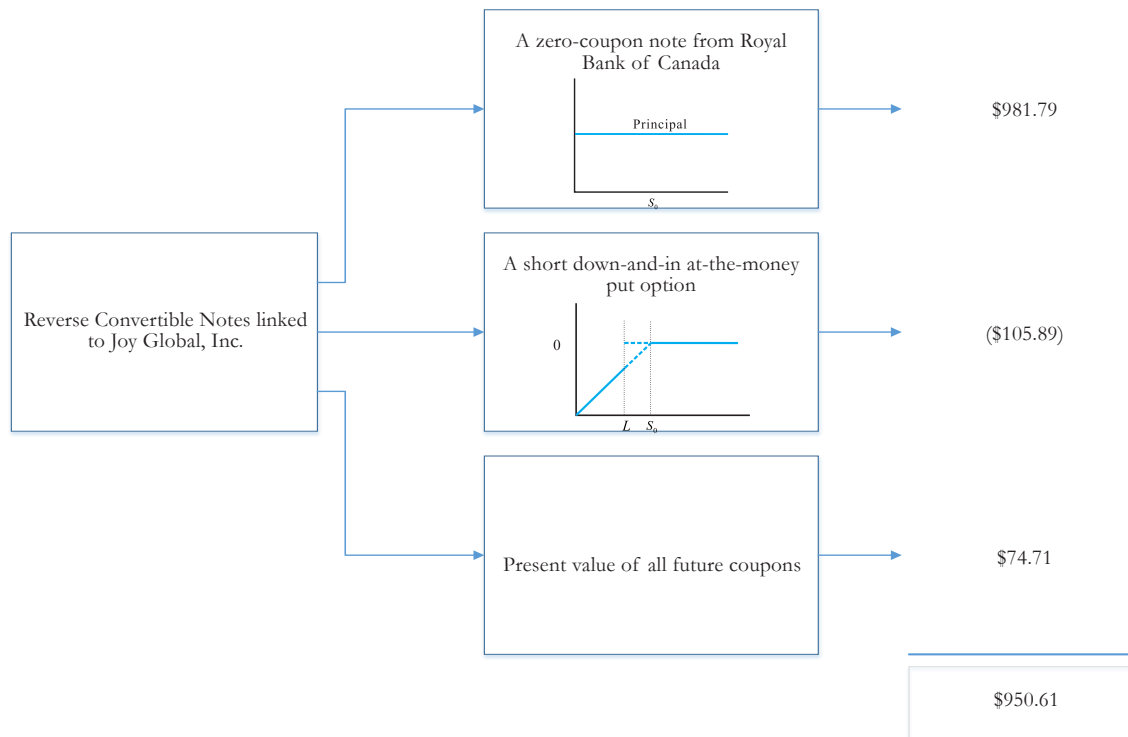 A zero-coupon note from Royal
Bank of Canada
Principal
S₀
$981.79
Reverse Convertible Notes linked
to Joy Global, Inc.
A short down-and-in at-the-money
put option
0
L S₀
($105.89)
Present value of all future coupons
$74.71
$950.61